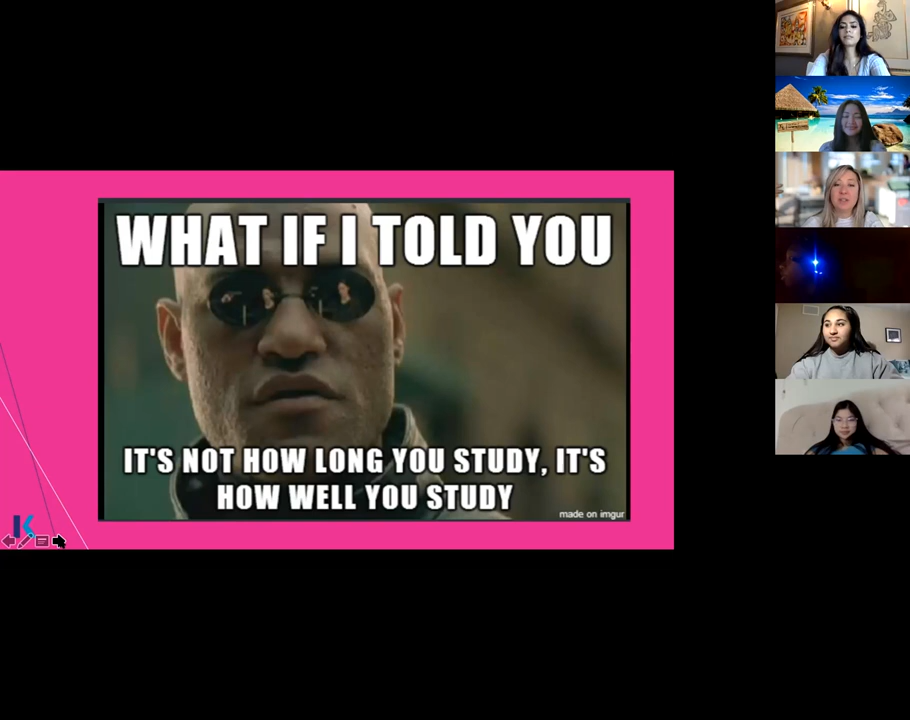 WHAT IF I TOLD YOU
IT'S NOT HOW LONG YOU STUDY, IT'S
HOW WELL YOU STUDY
made on imgur
K